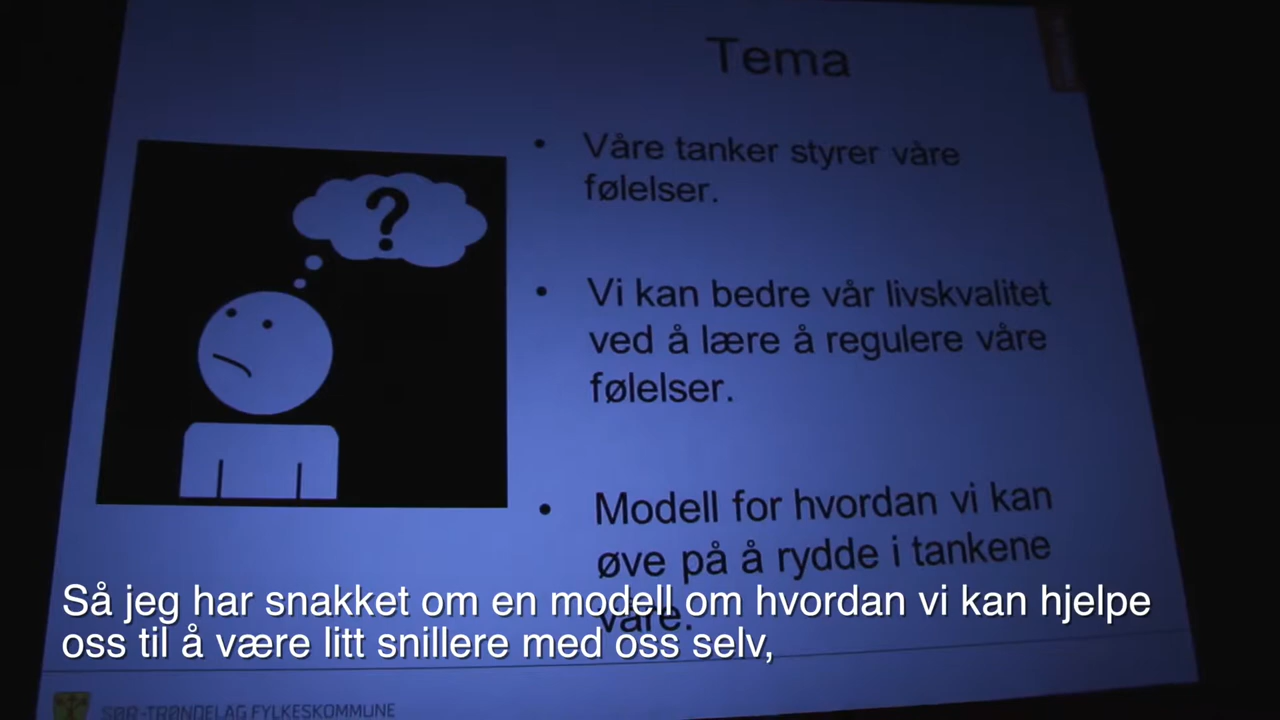 Tema
?
• Våre tanker styrer våre
følelser.
• Vi kan bedre vår livskvalitet
ved å lære å regulere våre
følelser.
• Modell for hvordan vi kan
øve på å rydde i tankene
våre.
Så jeg har snakket om en modell om hvordan vi kan hjelpe
oss til å være litt snillere med oss selv,
SØR-TRØNDELAG FYLKESKOMMUNE